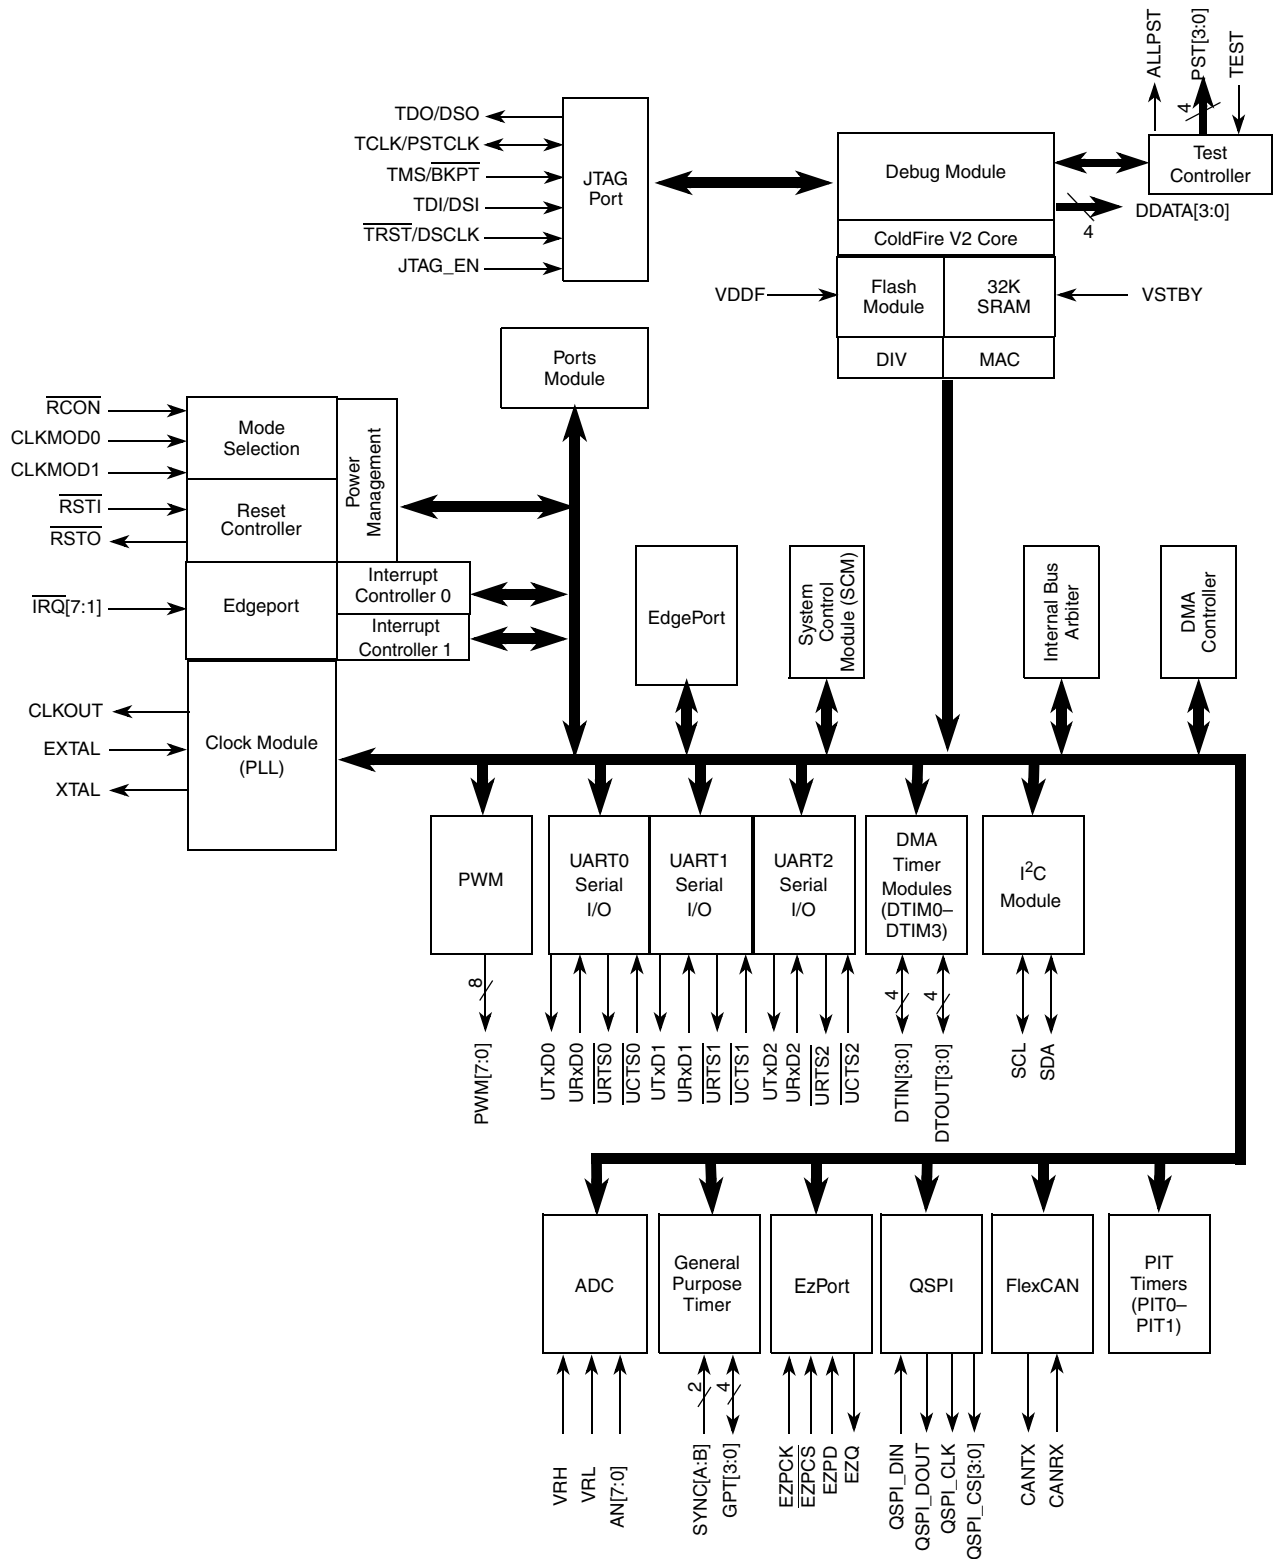 ALLPST
PST[3:0]
TEST
4
TDO/DSO
TCLK/PSTCLK
TMS/BKPT
TDI/DSI
TRST/DSCLK
JTAG_EN
JTAG
Port
Debug Module
Test
Controller
DDATA[3:0]
4
ColdFire V2 Core
VDDF
Flash
Module
32K
SRAM
VSTBY
DIV
MAC
Ports
Module
RCON
CLKMOD0
CLKMOD1
RSTI
RSTO
IRQ[7:1]
Mode
Selection
Reset
Controller
Power
Management
Edgeport
Interrupt
Controller 0
Interrupt
Controller 1
EdgePort
System
Control
Module (SCM)
Internal Bus
Arbiter
DMA
Controller
CLKOUT
EXTAL
XTAL
Clock Module
(PLL)
PWM
UART0
Serial
I/O
UART1
Serial
I/O
UART2
Serial
I/O
DMA
Timer
Modules
(DTIM0–
DTIM3)
I2C
Module
8
4
4
PWM[7:0]
UTxD0
URxD0
URTS0
UCTS0
UTxD1
URxD1
URTS1
UCTS1
UTxD2
URxD2
URTS2
UCTS2
DTIN[3:0]
DTOUT[3:0]
SCL
SDA
ADC
General
Purpose
Timer
EzPort
QSPI
FlexCAN
PIT
Timers
(PIT0–
PIT1)
2
4
VRH
VRL
AN[7:0]
SYNC[A:B]
GPT[3:0]
EZPCK
EZPCS
EZPD
EZQ
QSPI_DIN
QSPI_DOUT
QSPI_CLK
QSPI_CS[3:0]
CANTX
CANRX